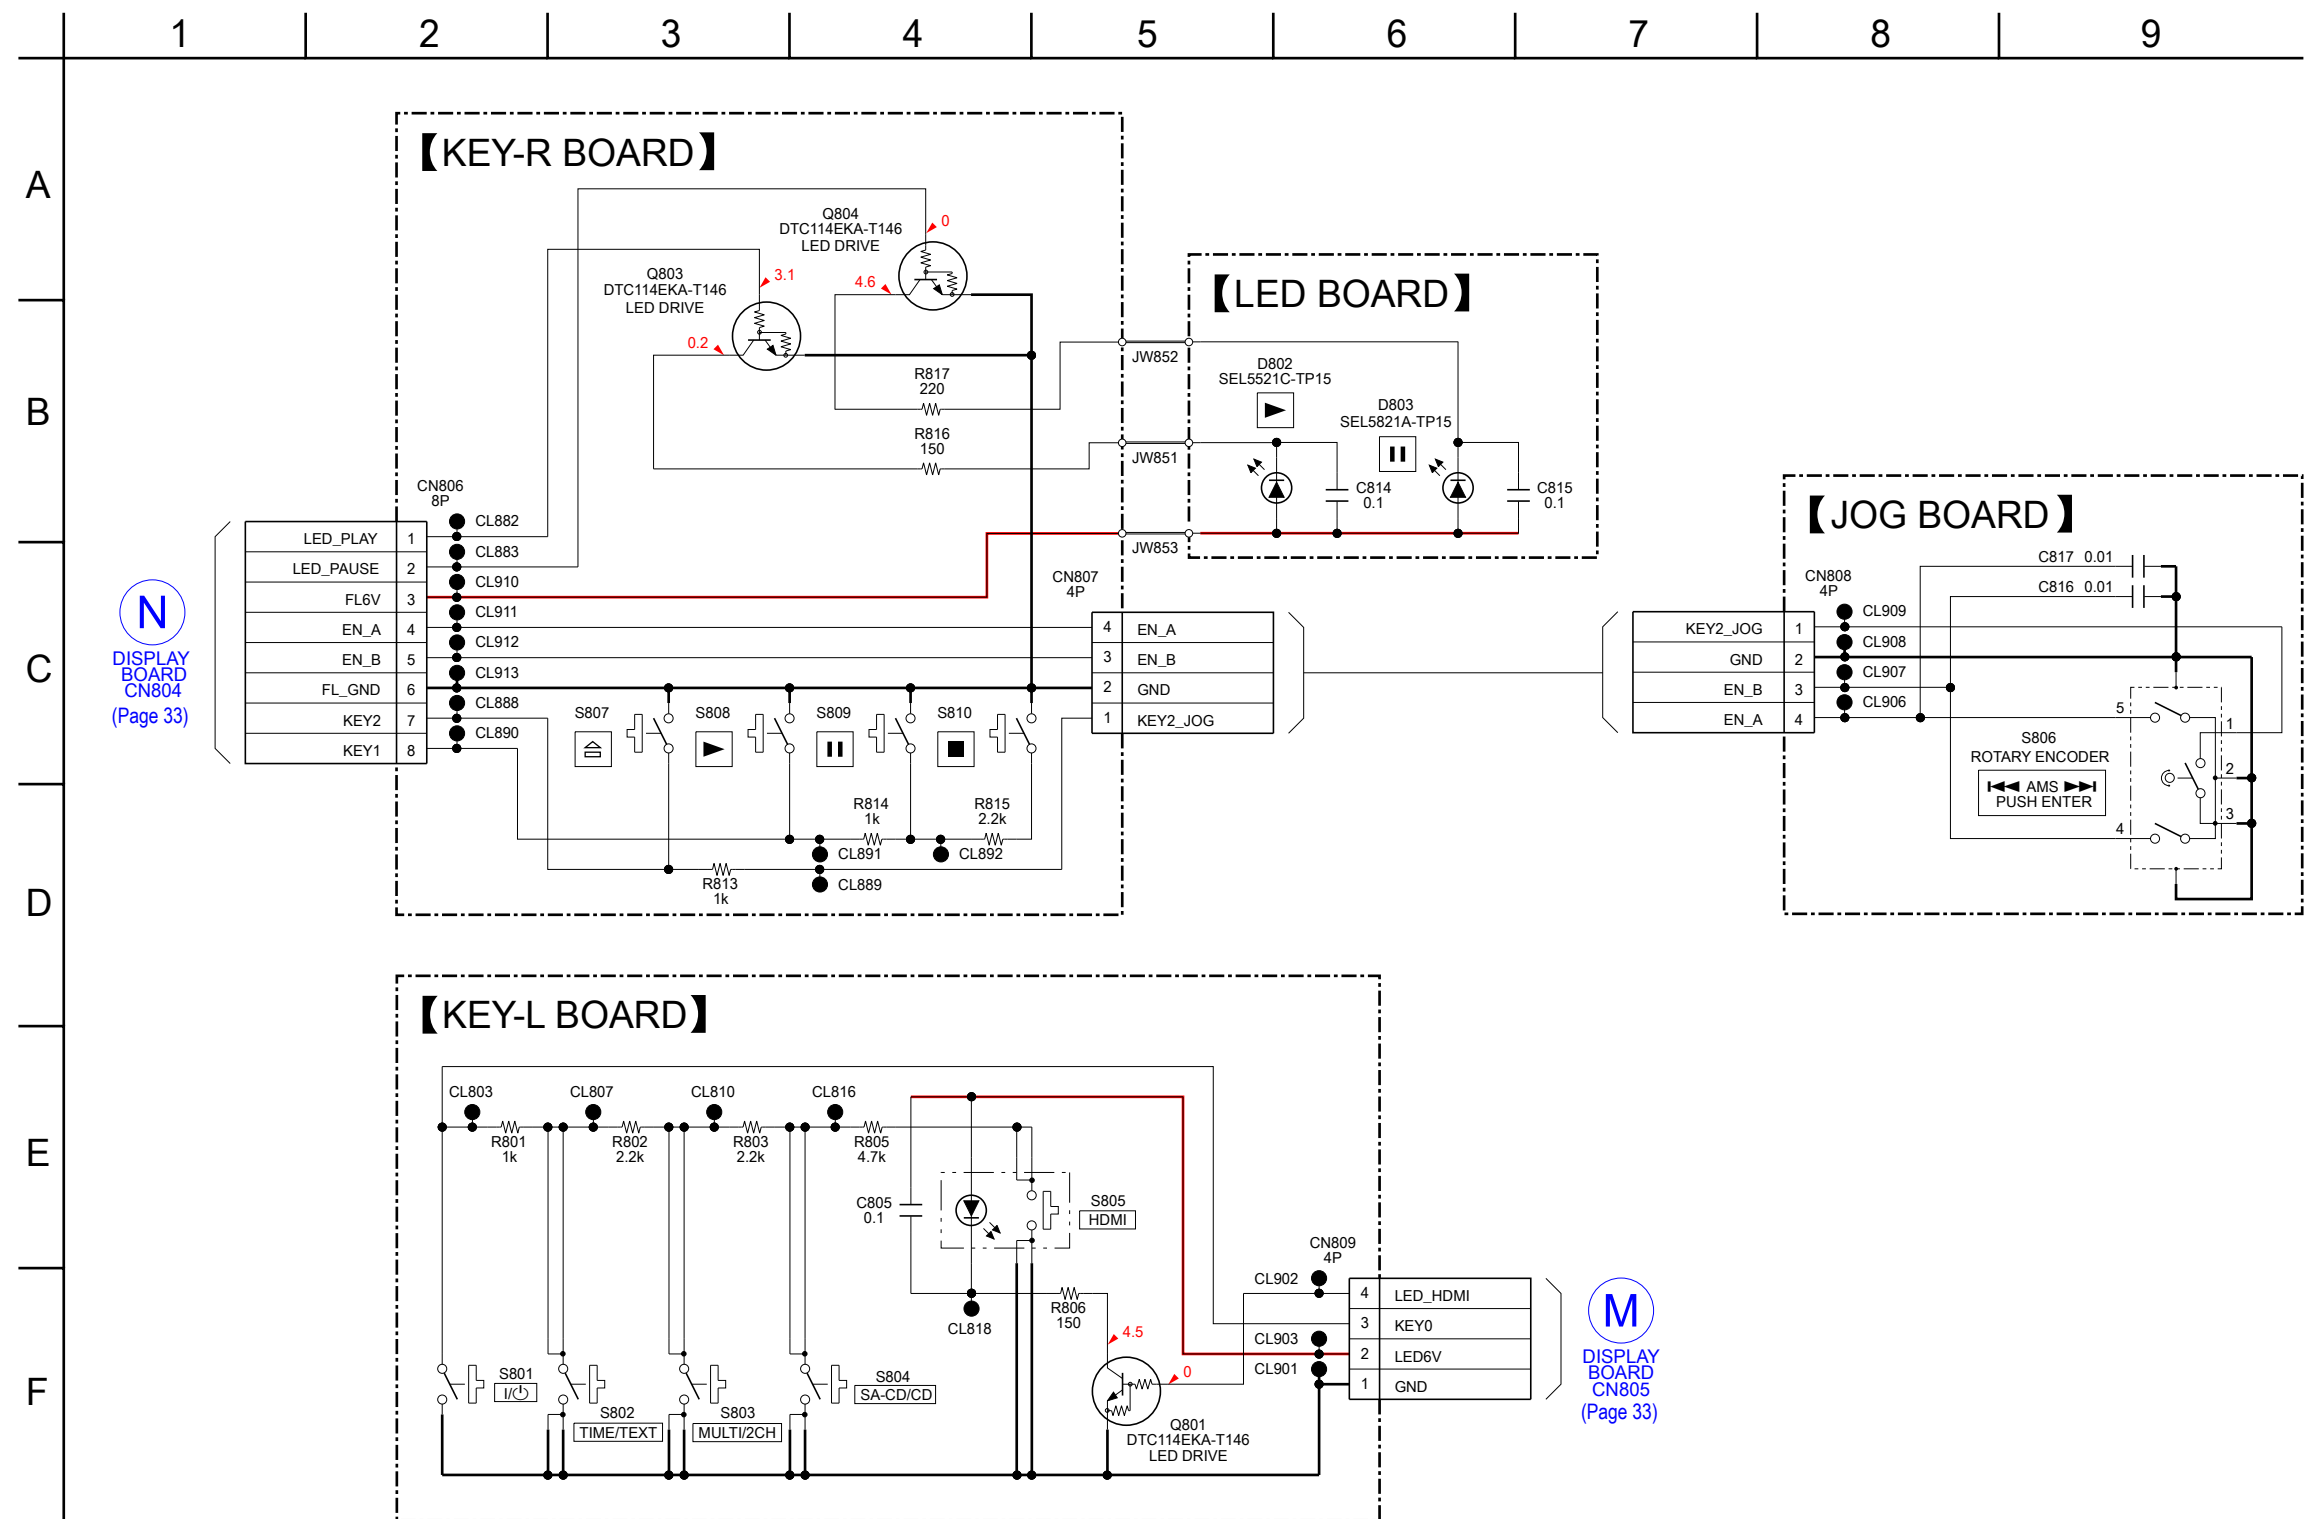 1 2 3 4 5 6 7 8 9
A
B
C
D
E
F
【KEY-R BOARD】
Q804
DTC114EKA-T146
LED DRIVE
0
4.6
Q803
DTC114EKA-T146
LED DRIVE
3.1
0.2
R817
220
R816
150
JW852
JW851
JW853
【LED BOARD】
D802
SEL5521C-TP15
D803
SEL5821A-TP15
C814
0.1
C815
0.1
CN806
8P
LED_PLAY 1
LED_PAUSE 2
FL6V 3
EN_A 4
EN_B 5
FL_GND 6
KEY2 7
KEY1 8
CL882
CL883
CL910
CL911
CL912
CL913
CL888
CL890
N
DISPLAY
BOARD
CN804
(Page 33)
S807
S808
S809
S810
R814
1k
R815
2.2k
CL891
CL892
R813
1k
CL889
CN807
4P
4 EN_A
3 EN_B
2 GND
1 KEY2_JOG
【JOG BOARD】
C817 0.01
C816 0.01
CN808
4P
KEY2_JOG 1
GND 2
EN_B 3
EN_A 4
CL909
CL908
CL907
CL906
5
1
2
3
4
S806
ROTARY ENCODER
AMS
PUSH ENTER
【KEY-L BOARD】
CL803
CL807
CL810
CL816
R801
1k
R802
2.2k
R803
2.2k
R805
4.7k
C805
0.1
S805
HDMI
CL818
R806
150
4.5
0
Q801
DTC114EKA-T146
LED DRIVE
S801
I/⏻
S802
TIME/TEXT
S803
MULTI/2CH
S804
SA-CD/CD
CN809
4P
CL902
CL903
CL901
4 LED_HDMI
3 KEY0
2 LED6V
1 GND
M
DISPLAY
BOARD
CN805
(Page 33)